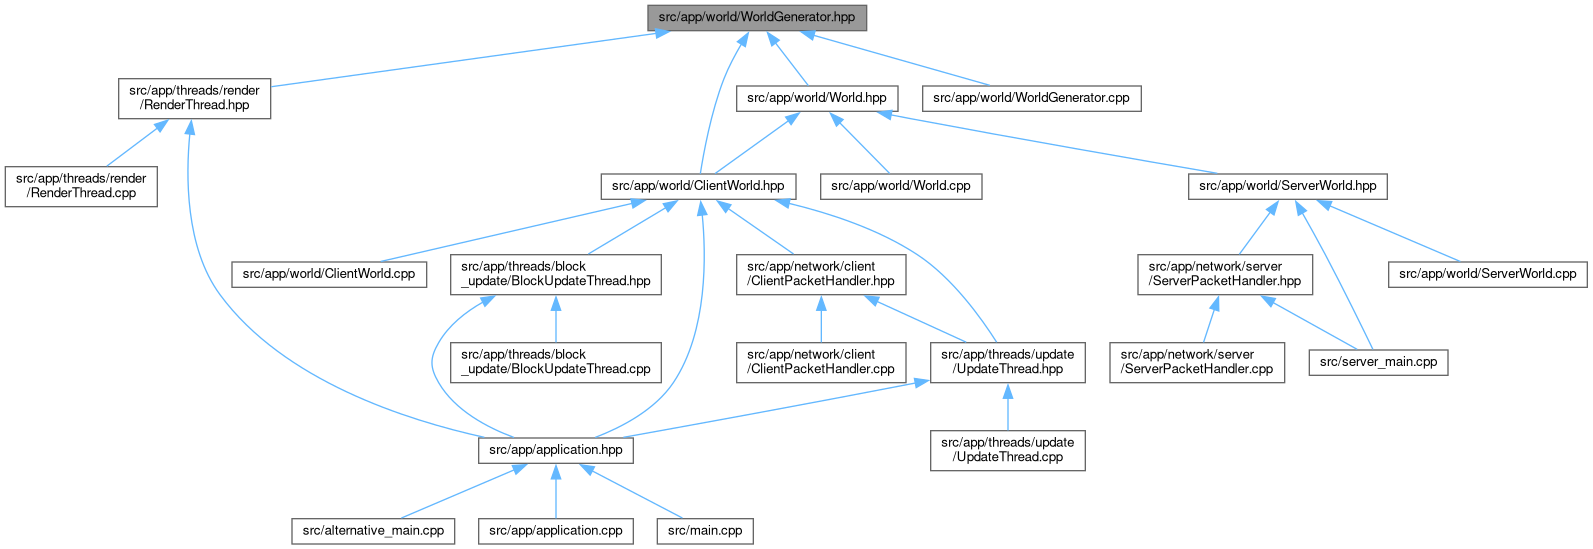 src/app/world/WorldGenerator.hpp
src/app/threads/render
/RenderThread.hpp
src/app/world/World.hpp
src/app/world/WorldGenerator.cpp
src/app/threads/render
/RenderThread.cpp
src/app/world/ClientWorld.hpp
src/app/world/World.cpp
src/app/world/ServerWorld.hpp
src/app/world/ClientWorld.cpp
src/app/threads/block
_update/BlockUpdateThread.hpp
src/app/network/client
/ClientPacketHandler.hpp
src/app/network/server
/ServerPacketHandler.hpp
src/app/world/ServerWorld.cpp
src/app/threads/block
_update/BlockUpdateThread.cpp
src/app/network/client
/ClientPacketHandler.cpp
src/app/threads/update
/UpdateThread.hpp
src/app/network/server
/ServerPacketHandler.cpp
src/server_main.cpp
src/app/application.hpp
src/app/threads/update
/UpdateThread.cpp
src/alternative_main.cpp
src/app/application.cpp
src/main.cpp